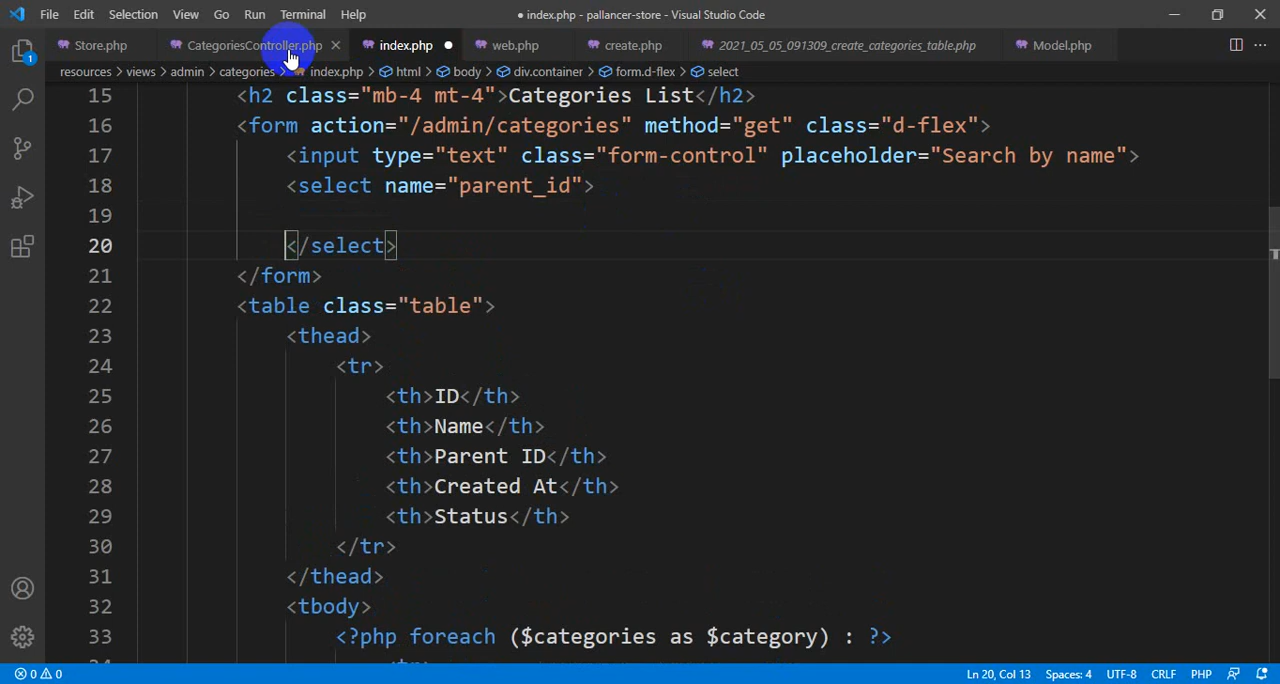 File Edit Selection View Go Run Terminal Help
● index.php - pallancer-store - Visual Studio Code
Store.php CategoriesController.php index.php web.php create.php 2021_05_05_091309_create_categories_table.php Model.php
resources > views > admin > categories > index.php > html > body > div.container > form.d-flex > select
15 <h2 class="mb-4 mt-4">Categories List</h2>
16 <form action="/admin/categories" method="get" class="d-flex">
17 <input type="text" class="form-control" placeholder="Search by name">
18 <select name="parent_id">
19
20 </select>
21 </form>
22 <table class="table">
23 <thead>
24 <tr>
25 <th>ID</th>
26 <th>Name</th>
27 <th>Parent ID</th>
28 <th>Created At</th>
29 <th>Status</th>
30 </tr>
31 </thead>
32 <tbody>
33 <?php foreach ($categories as $category) : ?>
34 <tr>
1
0 0 Ln 20, Col 13 Spaces: 4 UTF-8 CRLF PHP